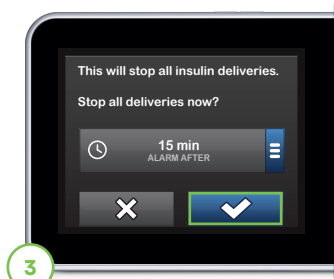 This will stop all insulin deliveries.
Stop all deliveries now?
15 min
ALARM AFTER
3